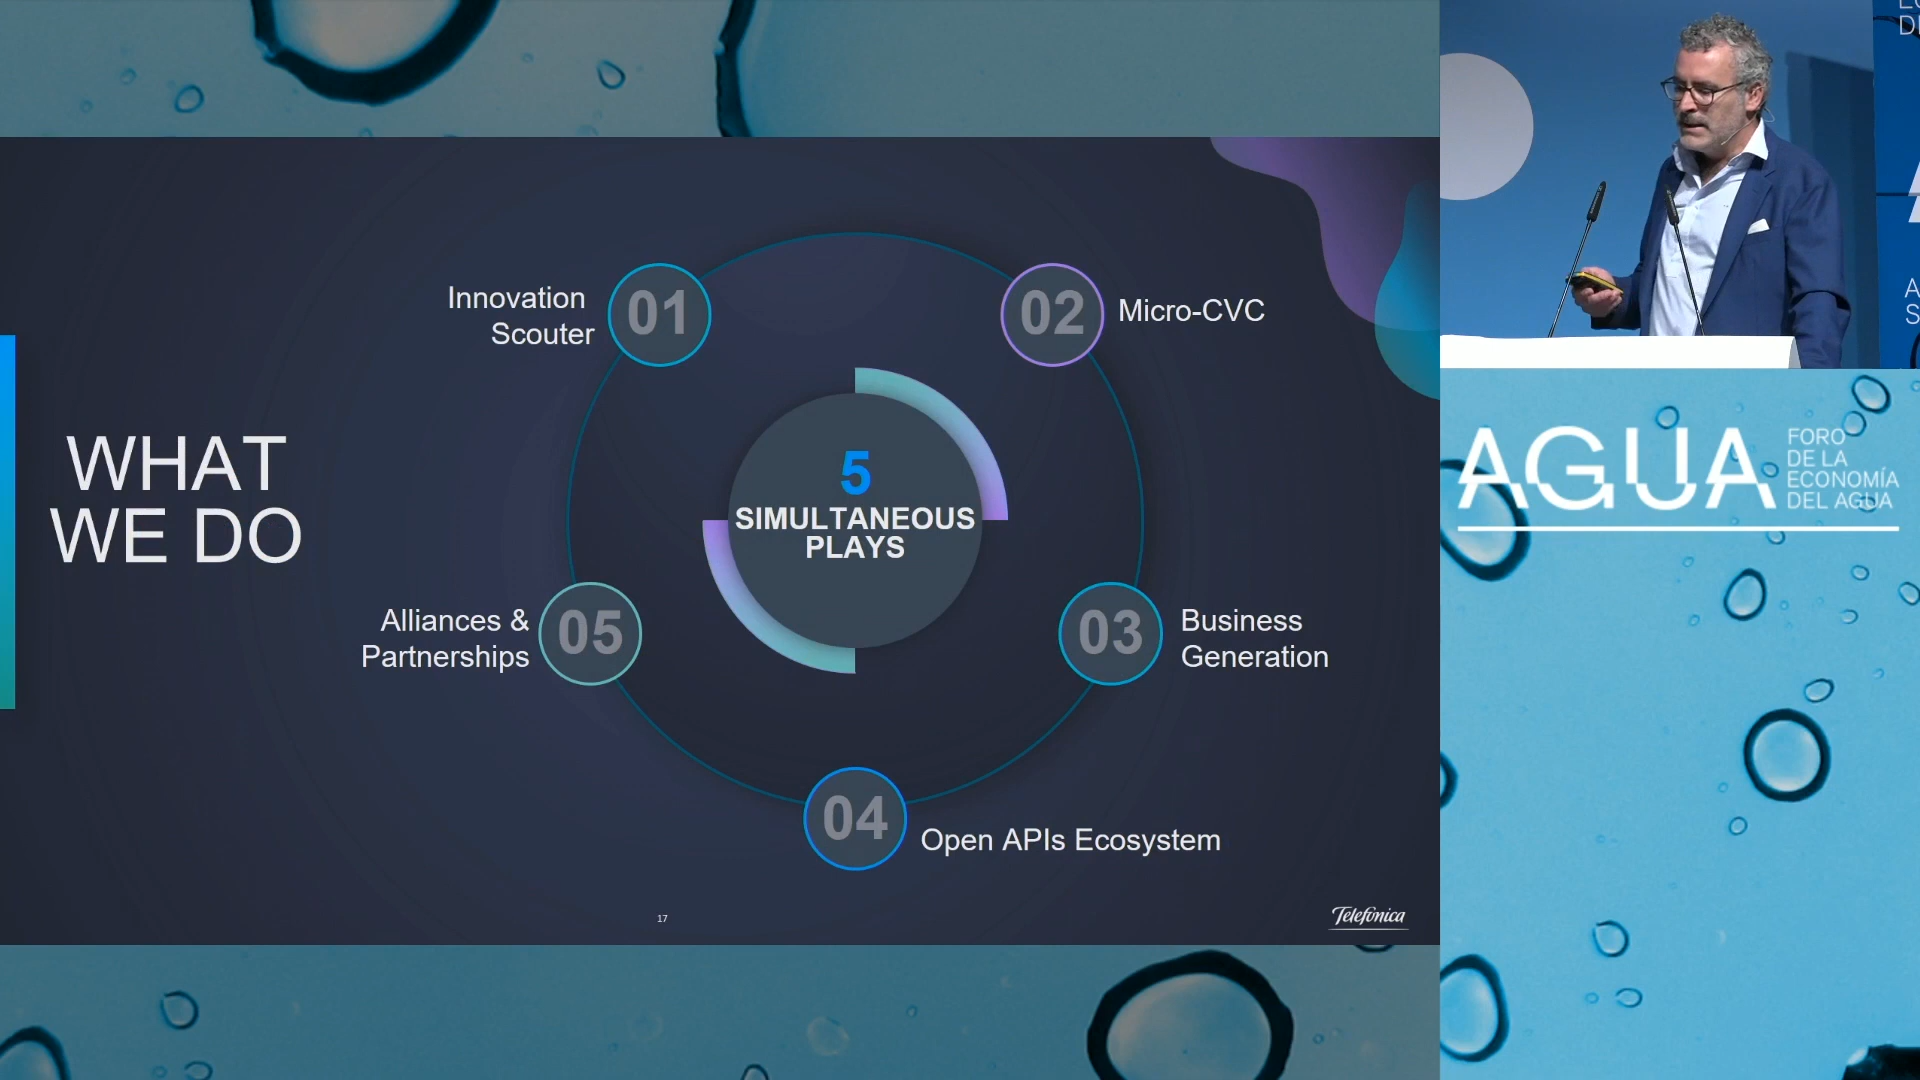 WHAT
WE DO
Innovation
Scouter
01
02
Micro-CVC
5
SIMULTANEOUS
PLAYS
Alliances &
Partnerships
05
03
Business
Generation
04
Open APIs Ecosystem
17
Telefónica
AGUA
FORO
DE LA
ECONOMÍA
DEL AGUA